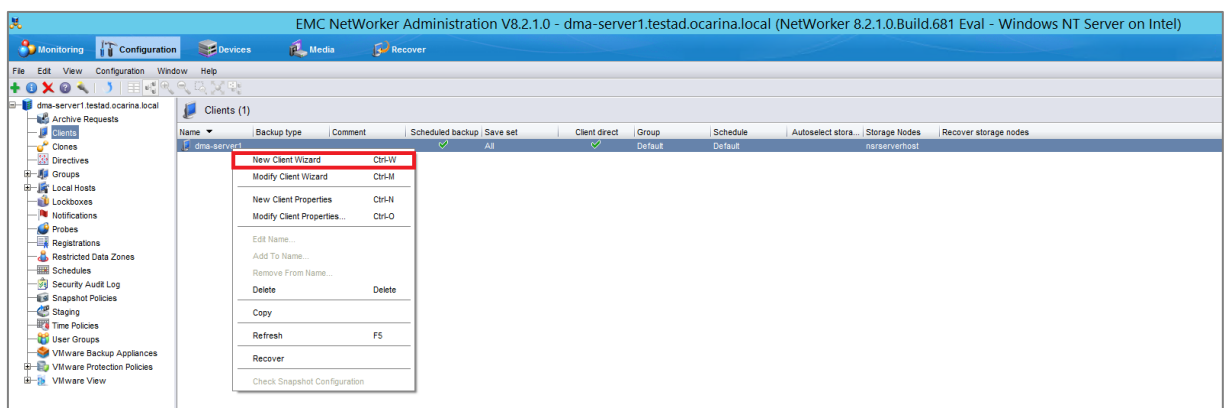 EMC NetWorker Administration V8.2.1.0 - dma-server1.testad.ocarina.local (NetWorker 8.2.1.0.Build.681 Eval - Windows NT Server on Intel)
Monitoring Configuration Devices Media Recover
File Edit View Configuration Window Help
dma-server1.testad.ocarina.local
Archive Requests
Clients
Clones
Directives
Groups
Local Hosts
Lockboxes
Notifications
Probes
Registrations
Restricted Data Zones
Schedules
Security Audit Log
Snapshot Policies
Staging
Time Policies
User Groups
VMware Backup Appliances
VMware Protection Policies
VMware View
Clients (1)
Name Backup type Comment Scheduled backup Save set Client direct Group Schedule Autoselect stora... Storage Nodes Recover storage nodes
dma-server1 All Default Default nsrserverhost
New Client Wizard Ctrl-W
Modify Client Wizard Ctrl-M
New Client Properties Ctrl-N
Modify Client Properties... Ctrl-O
Edit Name...
Add To Name...
Remove From Name...
Delete Delete
Copy
Refresh F5
Recover
Check Snapshot Configuration